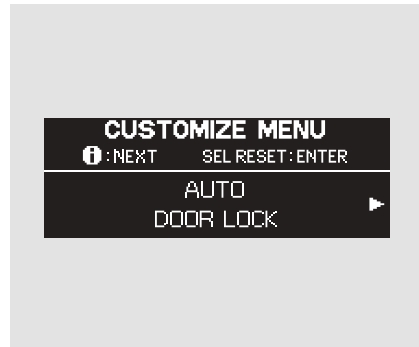 CUSTOMIZE MENU
i:NEXT SEL RESET:ENTER
AUTO
DOOR LOCK